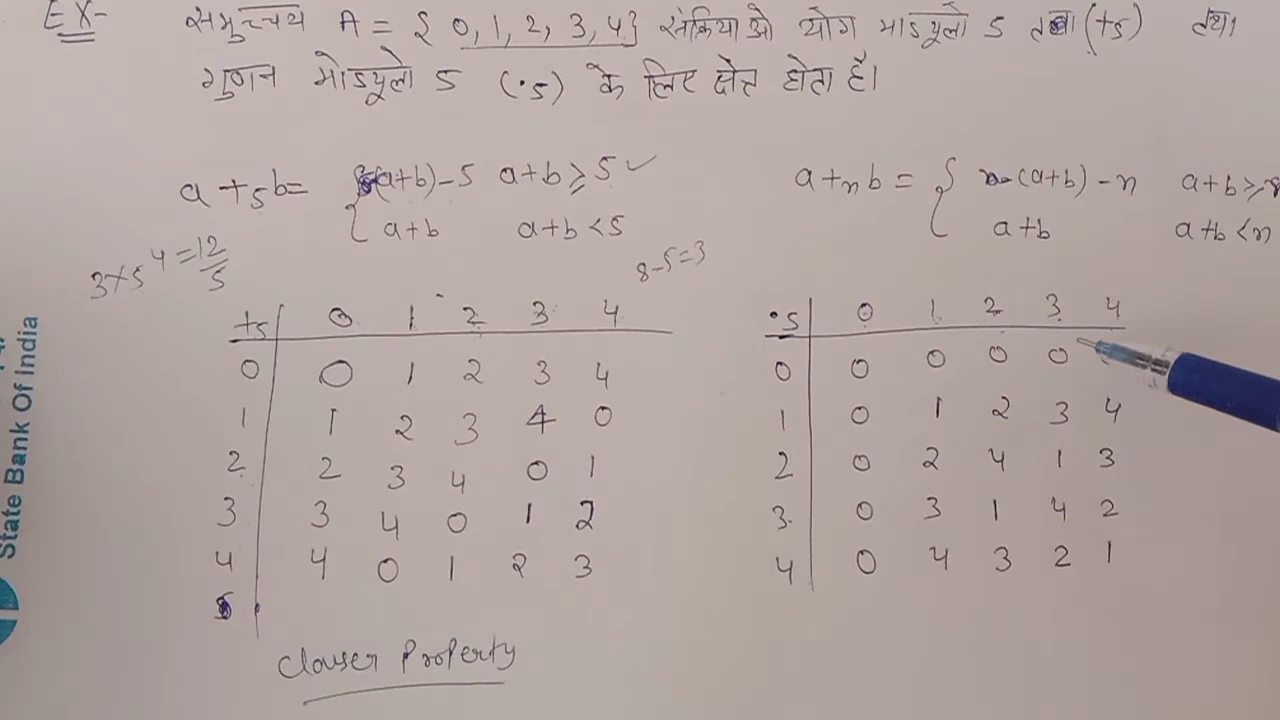 EX- समुच्चय A = { 0, 1, 2, 3, 4} संक्रियाओ योग माड्यूलो 5 (+5) तथा
गुणन मोड्यूलो 5 (·5) के लिए क्षेत्र होता है।
a +5 b = { (a+b) - 5 a+b ≥ 5 ✓
a+b a+b < 5
a +n b = { (a+b) - n a+b ≥
a+b a+b < n
3 ×5 4 = 12/5
8-5=3
+5 | 0 1 2 3 4
0 | 0 1 2 3 4
1 | 1 2 3 4 0
2 | 2 3 4 0 1
3 | 3 4 0 1 2
4 | 4 0 1 2 3
·5 | 0 1 2 3 4
0 | 0 0 0 0
1 | 0 1 2 3 4
2 | 0 2 4 1 3
3 | 0 3 1 4 2
4 | 0 4 3 2 1
Clouser Property
State Bank Of India